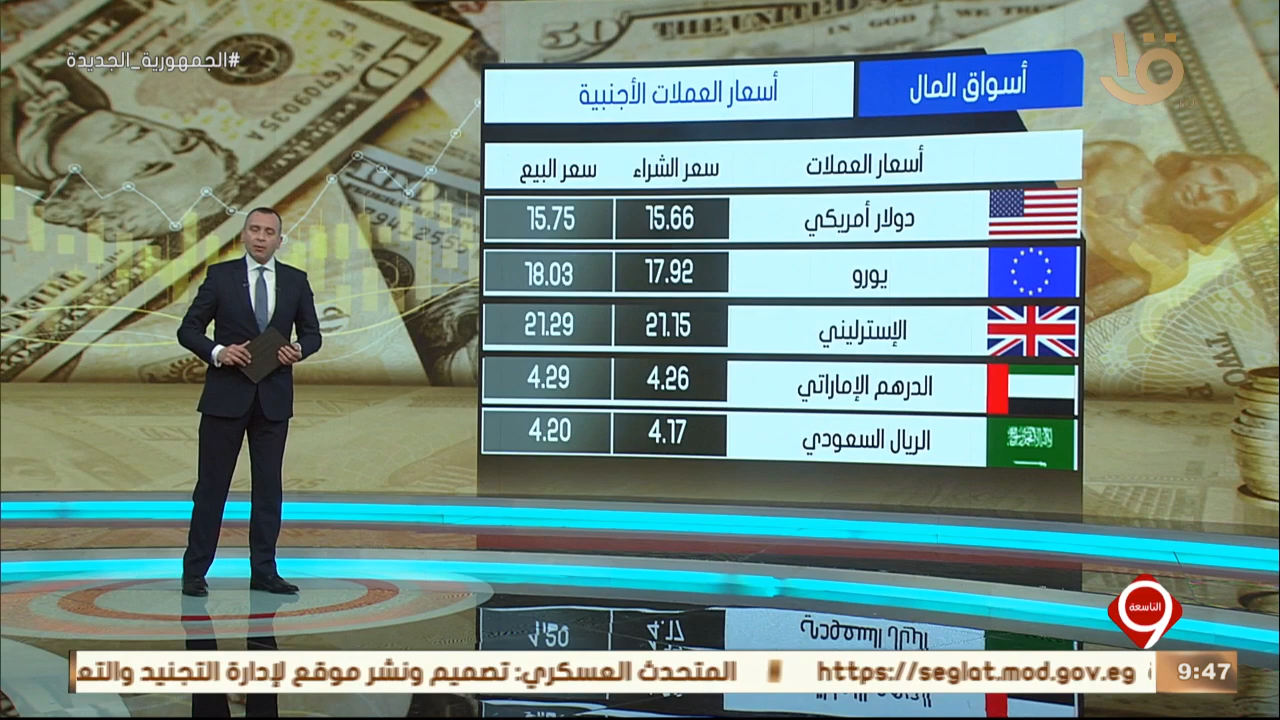 #الجمهورية_الجديدة
أسواق المال
أسعار العملات الأجنبية
أسعار العملات سعر الشراء سعر البيع
دولار أمريكي 15.66 15.75
يورو 17.92 18.03
الإسترليني 21.15 21.29
الدرهم الإماراتي 4.26 4.29
الريال السعودي 4.17 4.20
التاسعة
9
9:47
https://seglat.mod.gov.eg
المتحدث العسكري: تصميم ونشر موقع لإدارة التجنيد